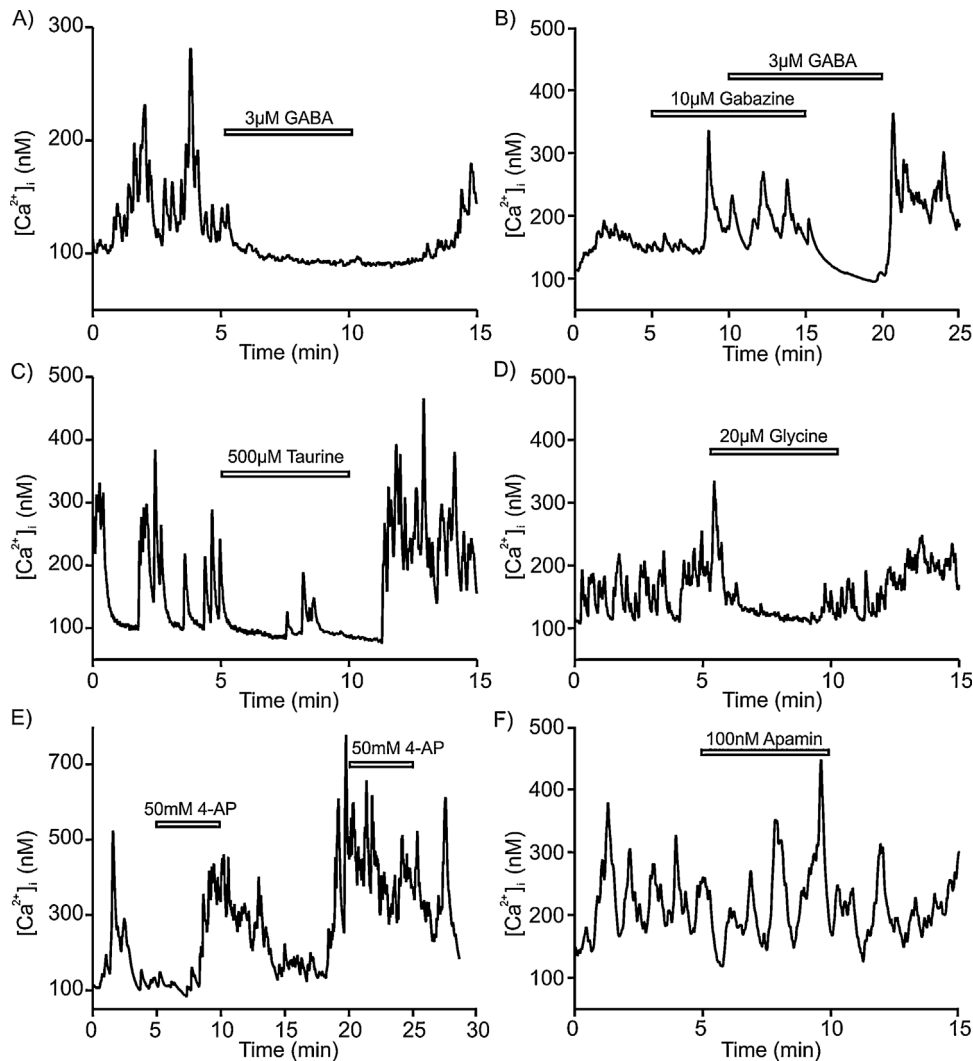 A)
300
200
100
[Ca²⁺]ᵢ (nM)
3µM GABA
0 5 10 15
Time (min)
B)
500
400
300
200
100
[Ca²⁺]ᵢ (nM)
3µM GABA
10µM Gabazine
0 5 10 15 20 25
Time (min)
C)
500
400
300
200
100
[Ca²⁺]ᵢ (nM)
500µM Taurine
0 5 10 15
Time (min)
D)
500
400
300
200
100
[Ca²⁺]ᵢ (nM)
20µM Glycine
0 5 10 15
Time (min)
E)
700
500
300
100
[Ca²⁺]ᵢ (nM)
50mM 4-AP
50mM 4-AP
0 5 10 15 20 25 30
Time (min)
F)
500
400
300
200
100
[Ca²⁺]ᵢ (nM)
100nM Apamin
0 5 10 15
Time (min)